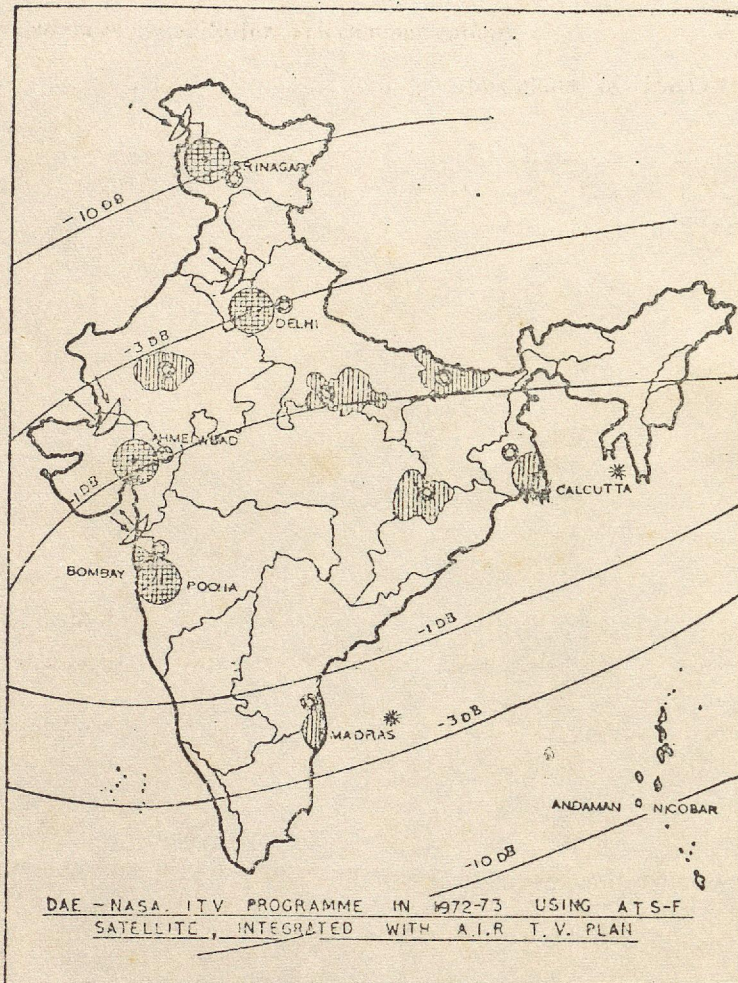 SRINAGAR
-10 DB
DELHI
-3 DB
AHMEDABAD
-1 DB
CALCUTTA
BOMBAY
POONA
-1 DB
-3 DB
MADRAS
ANDAMAN NICOBAR
-10 DB
DAE - NASA. ITV PROGRAMME IN 1972-73 USING ATS-F
SATELLITE, INTEGRATED WITH A.I.R T.V. PLAN